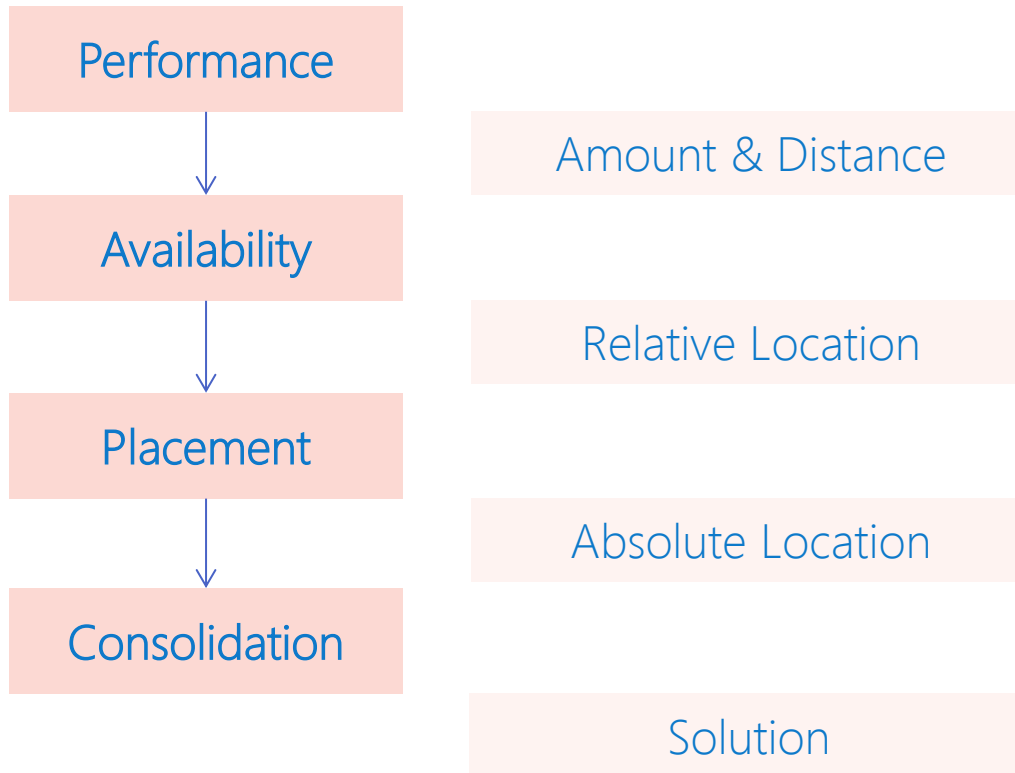 Performance
Amount & Distance
Availability
Relative Location
Placement
Absolute Location
Consolidation
Solution